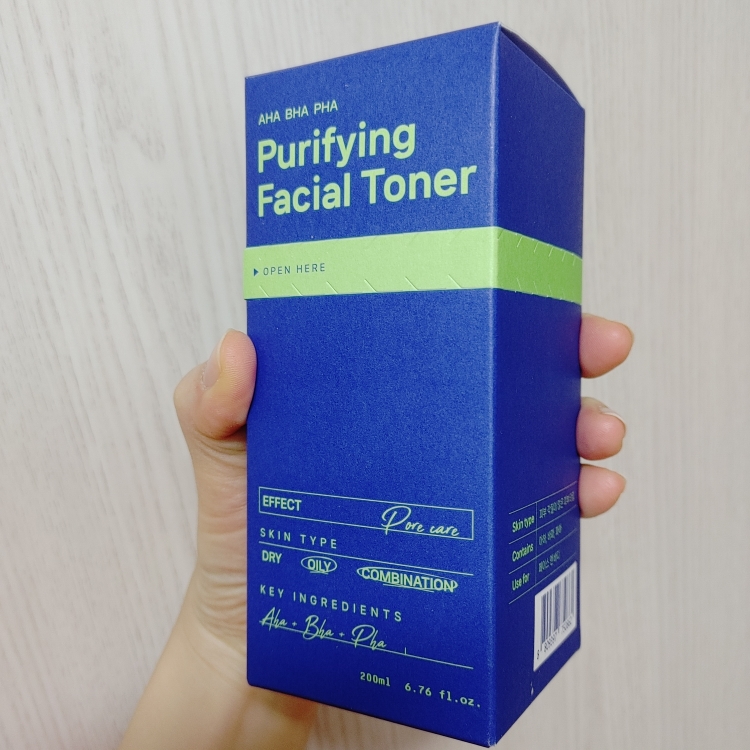 AHA BHA PHA
Purifying
Facial Toner
OPEN HERE
EFFECT
Pore care
SKIN TYPE
DRY OILY COMBINATION
KEY INGREDIENTS
Aha + Bha + Pha
200ml 6.76 fl.oz.
Skin type
Contains
Use for